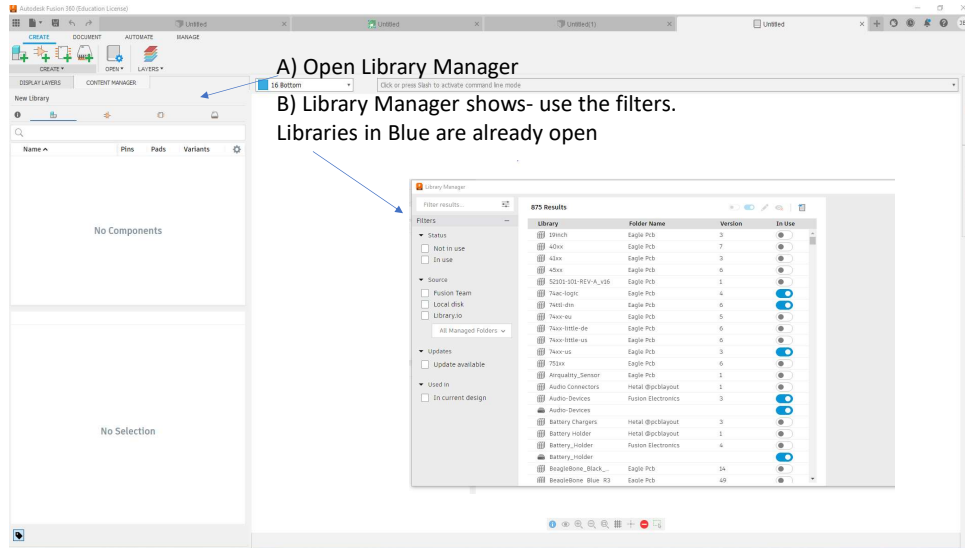 Autodesk Fusion 360 (Education License)
Untitled
Untitled
Untitled(1)
Untitled
CREATE DOCUMENT AUTOMATE MANAGE
CREATE OPEN LAYERS
DISPLAY LAYERS CONTENT MANAGER
A) Open Library Manager
16 Bottom
Click or press Slash to activate command line mode
New Library
B) Library Manager shows- use the filters.
Libraries in Blue are already open
Name Pins Pads Variants
No Components
No Selection
Library Manager
Filter results...
875 Results
Filters
Status
Not in use
In use
Source
Fusion Team
Local disk
Library.io
All Managed Folders
Updates
Update available
Used in
In current design
Library Folder Name Version In Use
19inch Eagle Pcb 3
40xx Eagle Pcb 7
41xx Eagle Pcb 3
45xx Eagle Pcb 6
52101-101-REV-A_v16 Eagle Pcb 1
74ac-logic Eagle Pcb 4
74ttl-din Eagle Pcb 6
74xx-eu Eagle Pcb 5
74xx-little-de Eagle Pcb 6
74xx-little-us Eagle Pcb 6
74xx-us Eagle Pcb 3
751xx Eagle Pcb 6
Airquality_Sensor Eagle Pcb 1
Audio Connectors Hetal @pcblayout 1
Audio-Devices Fusion Electronics 3
Audio-Devices
Battery Chargers Hetal @pcblayout 3
Battery Holder Hetal @pcblayout 1
Battery_Holder Fusion Electronics 4
Battery_Holder
BeagleBone_Black_... Eagle Pcb 14
BeagleBone_Blue_R3 Eagle Pcb 49